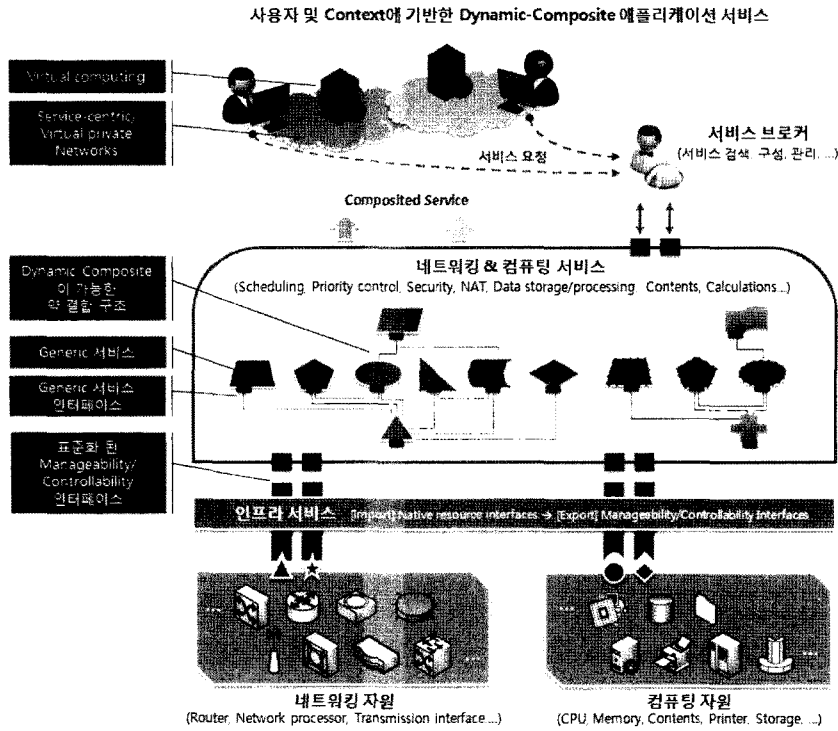 사용자 및 Context에 기반한 Dynamic-Composite 애플리케이션 서비스
Virtual computing
Service-centric,
Virtual private
Networks
서비스 브로커
(서비스 검색, 구성, 관리, ...)
서비스 요청
Composited Service
Dynamic-Composite
이 가능한
약 결합 구조
네트워킹 & 컴퓨팅 서비스
(Scheduling, Priority control, Security, NAT, Data storage/processing, Contents, Calculations...)
Generic 서비스
Generic 서비스
인터페이스
표준화 된
Manageability/
Controllability
인터페이스
인프라 서비스 [Import] Native resource interfaces → [Export] Manageability/Controllability Interfaces
네트워킹 자원
(Router, Network processor, Transmission interface...)
컴퓨팅 자원
(CPU, Memory, Contents, Printer, Storage, ...)